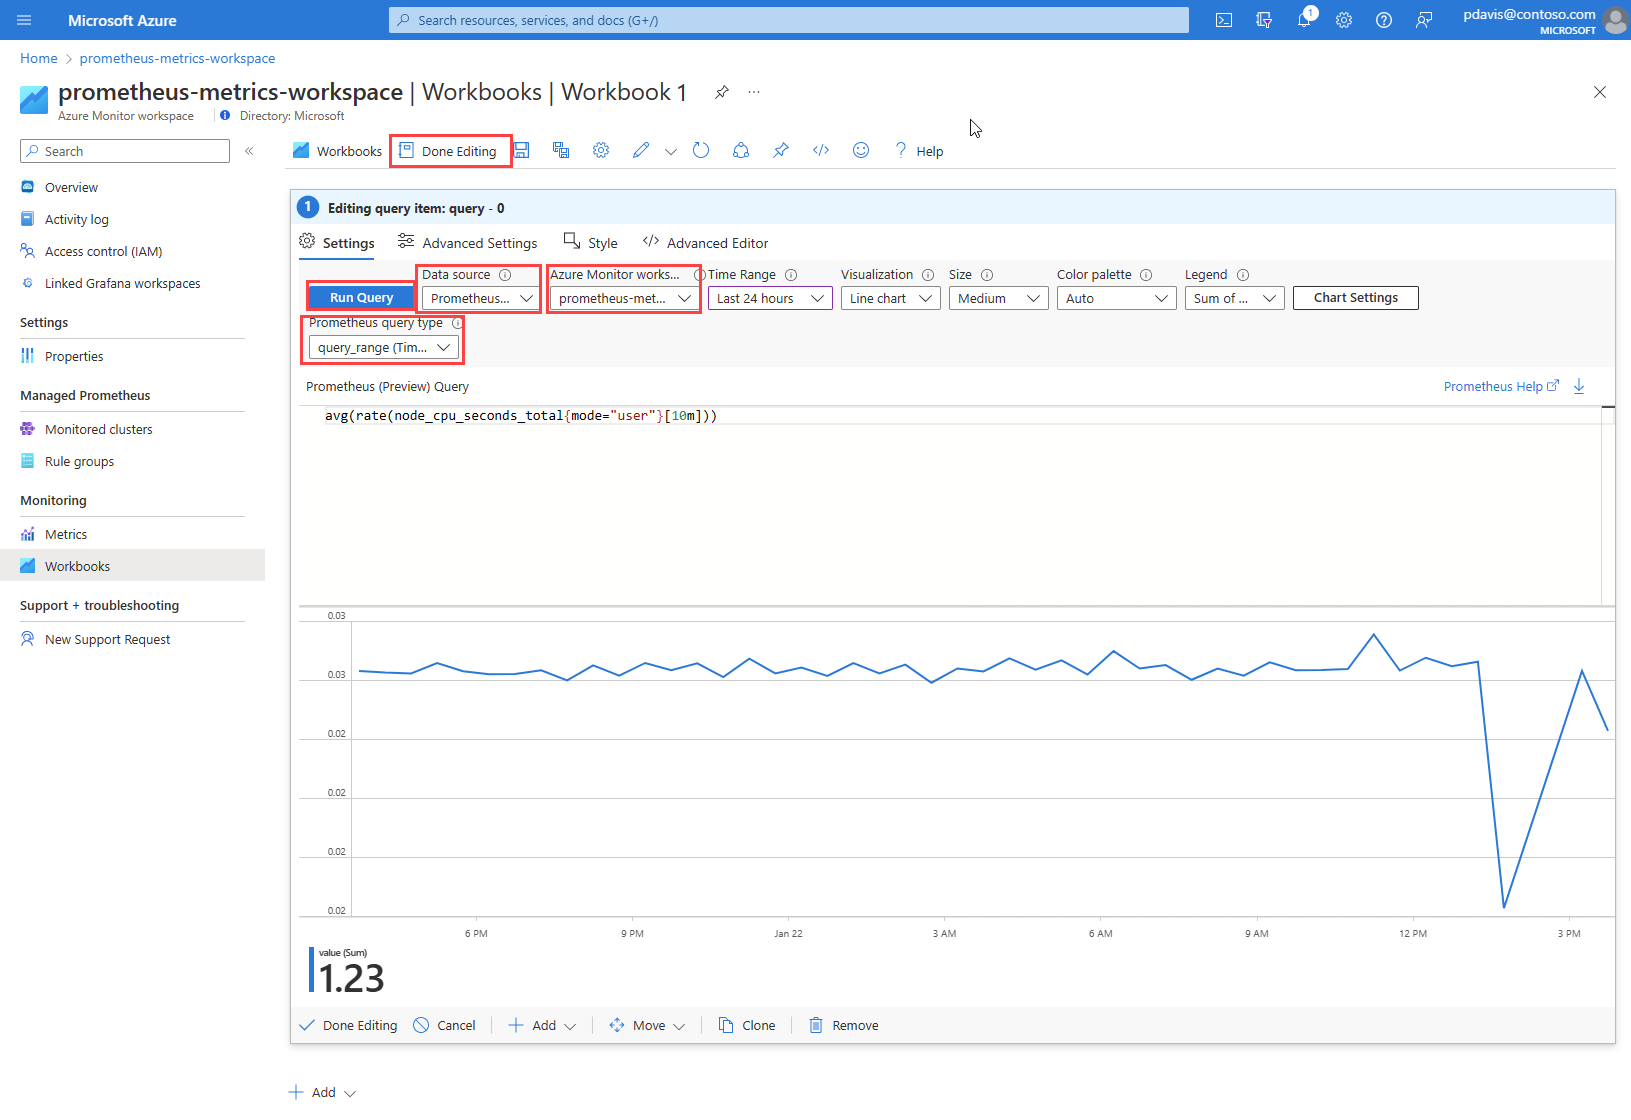 Microsoft Azure
Search resources, services, and docs (G+/)
1
pdavis@contoso.com
MICROSOFT
Home > prometheus-metrics-workspace
prometheus-metrics-workspace | Workbooks | Workbook 1
...
Azure Monitor workspace
Directory: Microsoft
Search
«
Workbooks
Done Editing
? Help
Overview
Activity log
Access control (IAM)
Linked Grafana workspaces
Settings
Properties
Managed Prometheus
Monitored clusters
Rule groups
Monitoring
Metrics
Workbooks
Support + troubleshooting
New Support Request
1 Editing query item: query - 0
Settings
Advanced Settings
Style
</> Advanced Editor
Run Query
Data source
Prometheus...
Azure Monitor works...
prometheus-met...
Time Range
Last 24 hours
Visualization
Line chart
Size
Medium
Color palette
Auto
Legend
Sum of ...
Chart Settings
Prometheus query type
query_range (Tim...
Prometheus (Preview) Query
Prometheus Help
avg(rate(node_cpu_seconds_total{mode="user"}[10m]))
0.03
0.03
0.02
0.02
0.02
0.02
6 PM
9 PM
Jan 22
3 AM
6 AM
9 AM
12 PM
3 PM
value (Sum)
1.23
Done Editing
Cancel
Add
Move
Clone
Remove
Add